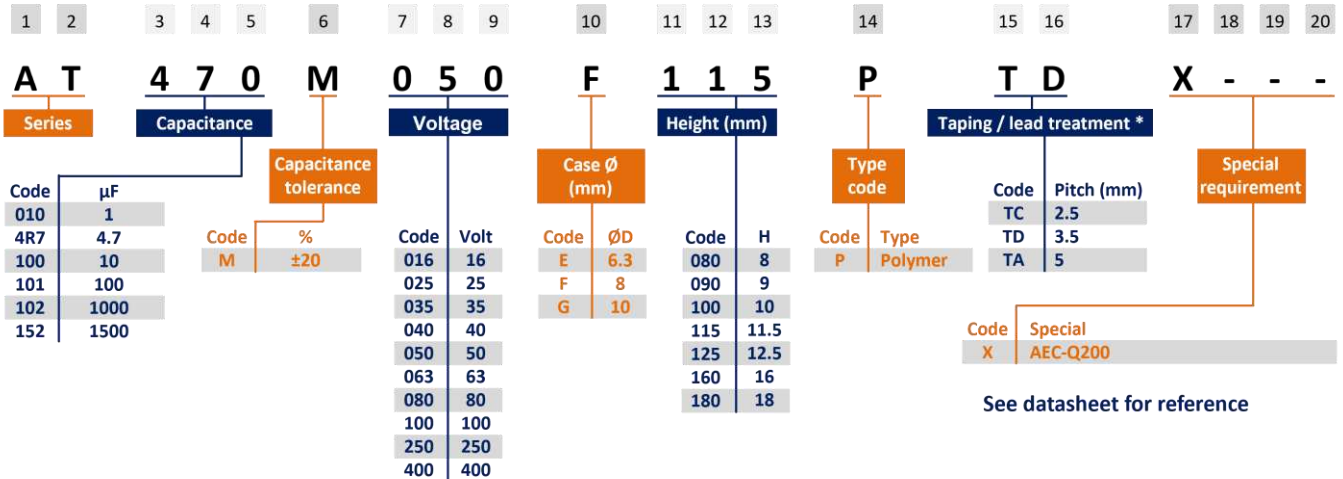 1 2 3 4 5 6 7 8 9 10 11 12 13 14 15 16 17 18 19 20
A T 4 7 0 M 0 5 0 F 1 1 5 P T D X - - -
Series Capacitance Voltage Height (mm) Taping / lead treatment *
Capacitance
tolerance
Case Ø
(mm)
Type
code
Special
requirement
Code µF
010 1
4R7 4.7
100 10
101 100
102 1000
152 1500
Code %
M ±20
Code Volt
016 16
025 25
035 35
040 40
050 50
063 63
080 80
100 100
250 250
400 400
Code ØD
E 6.3
F 8
G 10
Code H
080 8
090 9
100 10
115 11.5
125 12.5
160 16
180 18
Code Type
P Polymer
Code Pitch (mm)
TC 2.5
TD 3.5
TA 5
Code Special
X AEC-Q200
See datasheet for reference